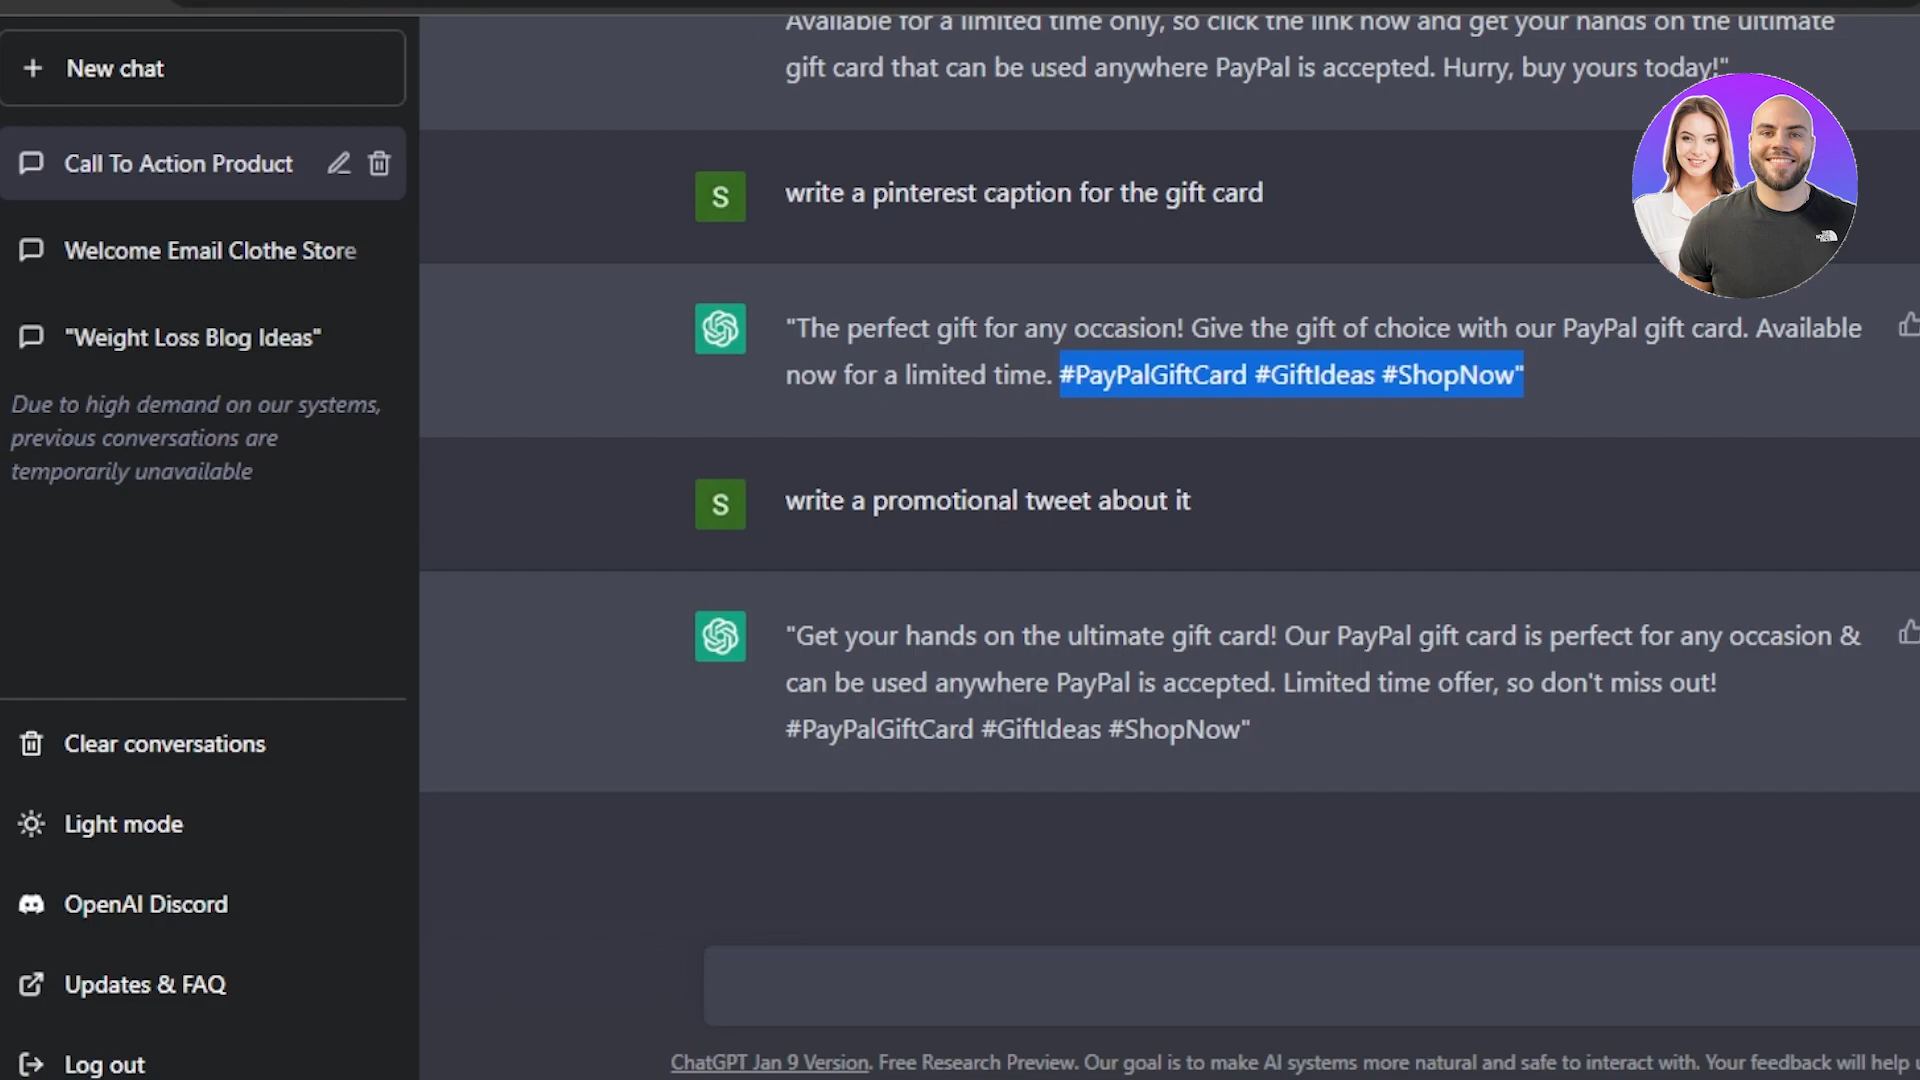 Available for a limited time only, so click the link now and get your hands on the ultimate
gift card that can be used anywhere PayPal is accepted. Hurry, buy yours today!"
+ New chat
Call To Action Product
Welcome Email Clothe Store
"Weight Loss Blog Ideas"
Due to high demand on our systems,
previous conversations are
temporarily unavailable
S
write a pinterest caption for the gift card
"The perfect gift for any occasion! Give the gift of choice with our PayPal gift card. Available
now for a limited time. #PayPalGiftCard #GiftIdeas #ShopNow"
S
write a promotional tweet about it
"Get your hands on the ultimate gift card! Our PayPal gift card is perfect for any occasion &
can be used anywhere PayPal is accepted. Limited time offer, so don't miss out!
#PayPalGiftCard #GiftIdeas #ShopNow"
Clear conversations
Light mode
OpenAI Discord
Updates & FAQ
Log out
ChatGPT Jan 9 Version. Free Research Preview. Our goal is to make AI systems more natural and safe to interact with. Your feedback will help